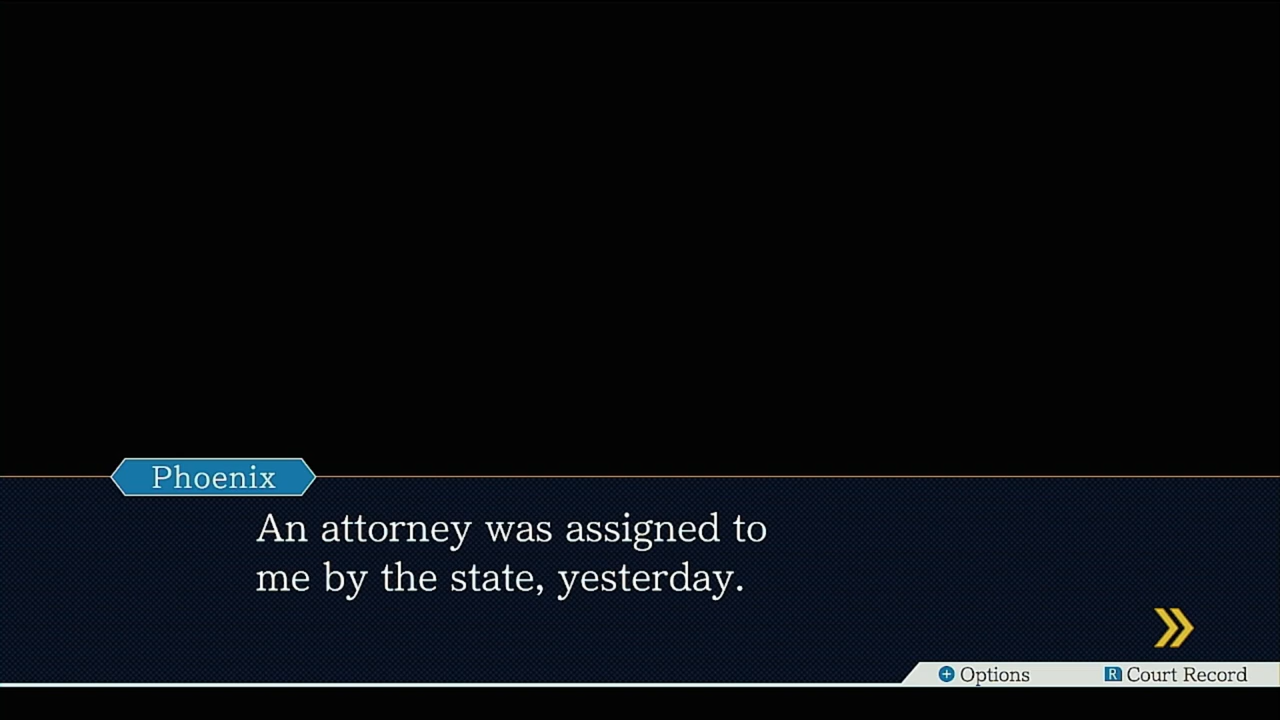 Phoenix
An attorney was assigned to
me by the state, yesterday.
+ Options
R Court Record